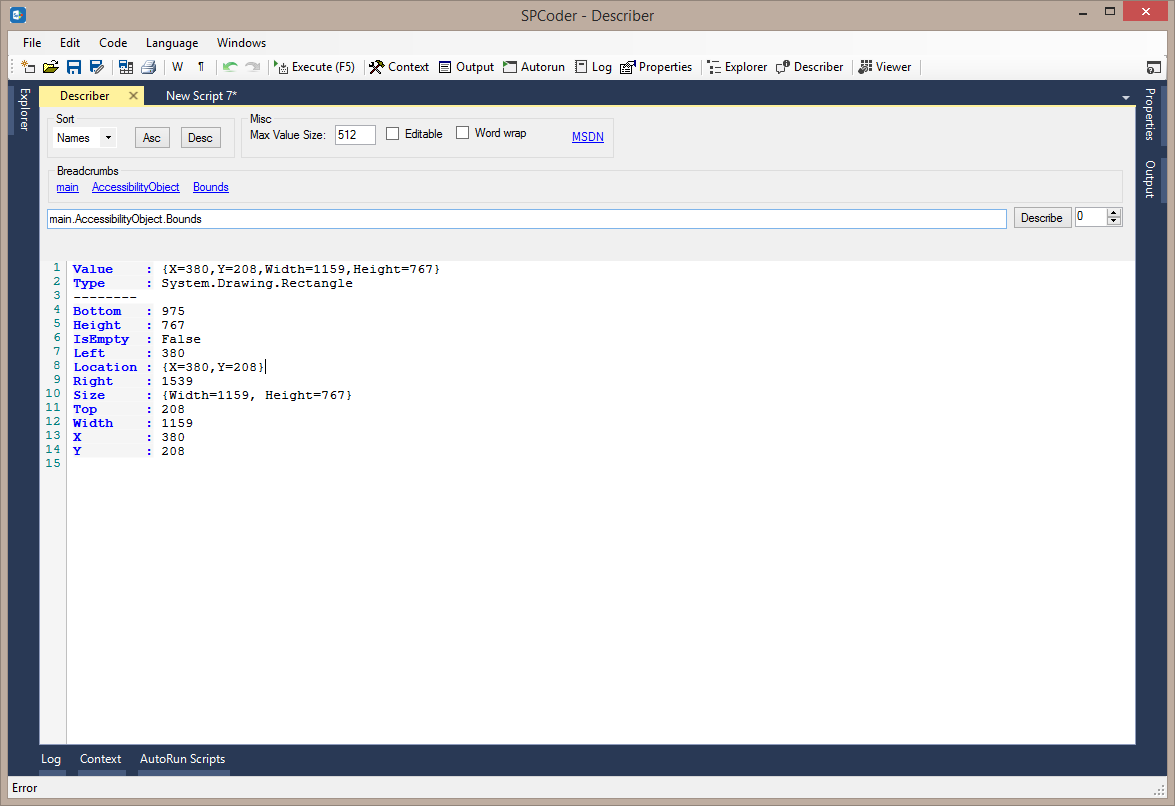 SPCoder - Describer
File Edit Code Language Windows
W ¶ Execute (F5) Context Output Autorun Log Properties Explorer Describer Viewer
Explorer
Describer New Script 7*
Properties
Output
Sort Misc
Names Asc Desc Max Value Size: 512 Editable Word wrap MSDN
Breadcrumbs
main AccessibilityObject Bounds
main.AccessibilityObject.Bounds Describe 0
1 Value : {X=380,Y=208,Width=1159,Height=767}
2 Type : System.Drawing.Rectangle
3 --------
4 Bottom : 975
5 Height : 767
6 IsEmpty : False
7 Left : 380
8 Location : {X=380,Y=208}
9 Right : 1539
10 Size : {Width=1159, Height=767}
11 Top : 208
12 Width : 1159
13 X : 380
14 Y : 208
15
Log Context AutoRun Scripts
Error